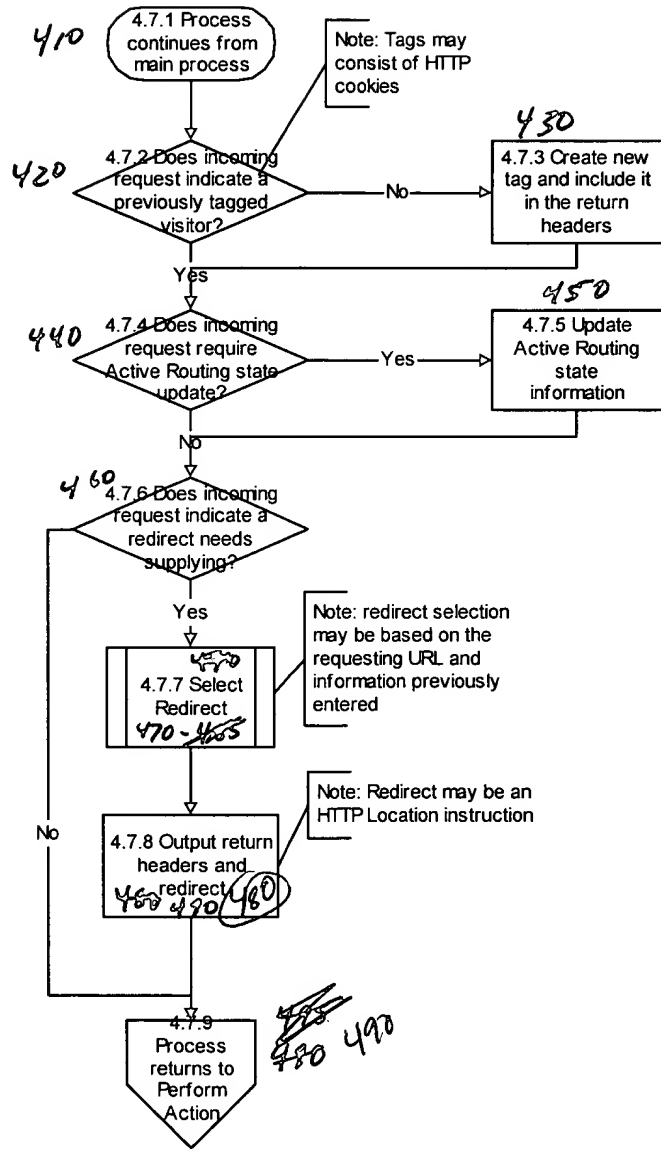 410
4.7.1 Process
continues from
main process
Note: Tags may
consist of HTTP
cookies
420
4.7.2 Does incoming
request indicate a
previously tagged
visitor?
No
430
4.7.3 Create new
tag and include it
in the return
headers
Yes
440
4.7.4 Does incoming
request require
Active Routing state
update?
Yes
450
4.7.5 Update
Active Routing
state
information
No
460
4.7.6 Does incoming
request indicate a
redirect needs
supplying?
Yes
Note: redirect selection
may be based on the
requesting URL and
information previously
entered
4.7.7 Select
Redirect
470 -
No
Note: Redirect may be an
HTTP Location instruction
4.7.8 Output return
headers and
redirect
460 490 480
4.7.9
Process
returns to
Perform
Action
480 490